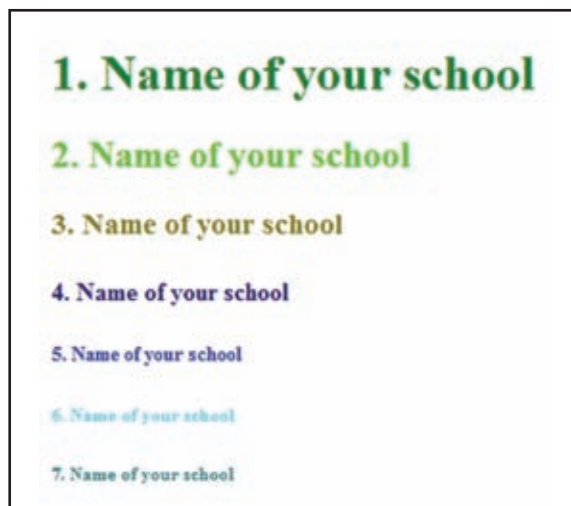 1. Name of your school
2. Name of your school
3. Name of your school
4. Name of your school
5. Name of your school
6. Name of your school
7. Name of your school